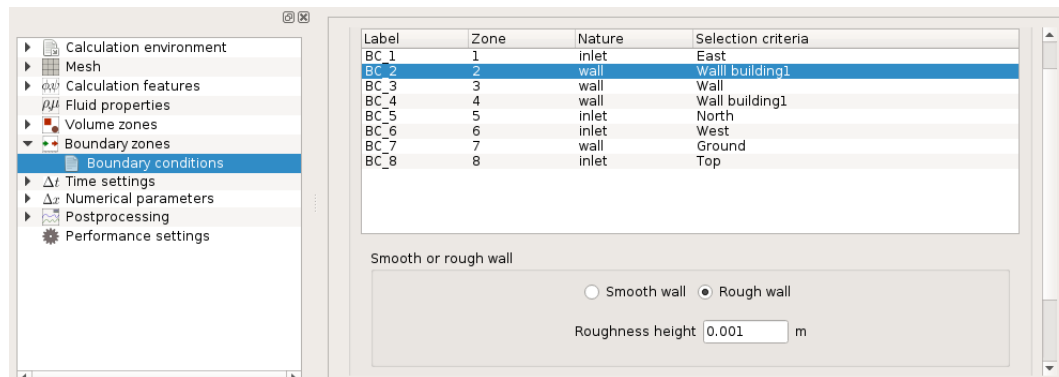 Calculation environment
Mesh
Calculation features
Fluid properties
Volume zones
Boundary zones
Boundary conditions
Δt Time settings
Δx Numerical parameters
Postprocessing
Performance settings
Label Zone Nature Selection criteria
BC_1 1 inlet East
BC_2 2 wall Walll building1
BC_3 3 wall Wall
BC_4 4 wall Wall building1
BC_5 5 inlet North
BC_6 6 inlet West
BC_7 7 wall Ground
BC_8 8 inlet Top
Smooth or rough wall
Smooth wall Rough wall
Roughness height 0.001 m